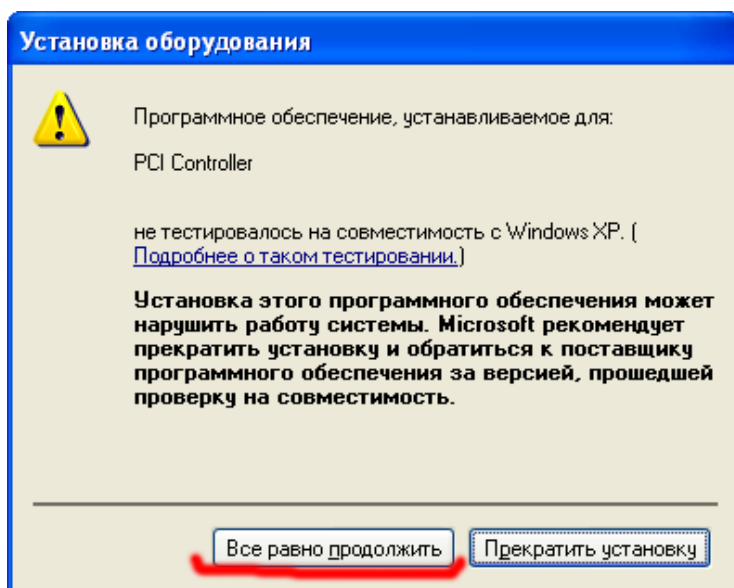 Установка оборудования
Программное обеспечение, устанавливаемое для:
PCI Controller
не тестировалось на совместимость с Windows XP. (
Подробнее о таком тестировании.)
Установка этого программного обеспечения может
нарушить работу системы. Microsoft рекомендует
прекратить установку и обратиться к поставщику
программного обеспечения за версией, прошедшей
проверку на совместимость.
Все равно продолжить
Прекратить установку